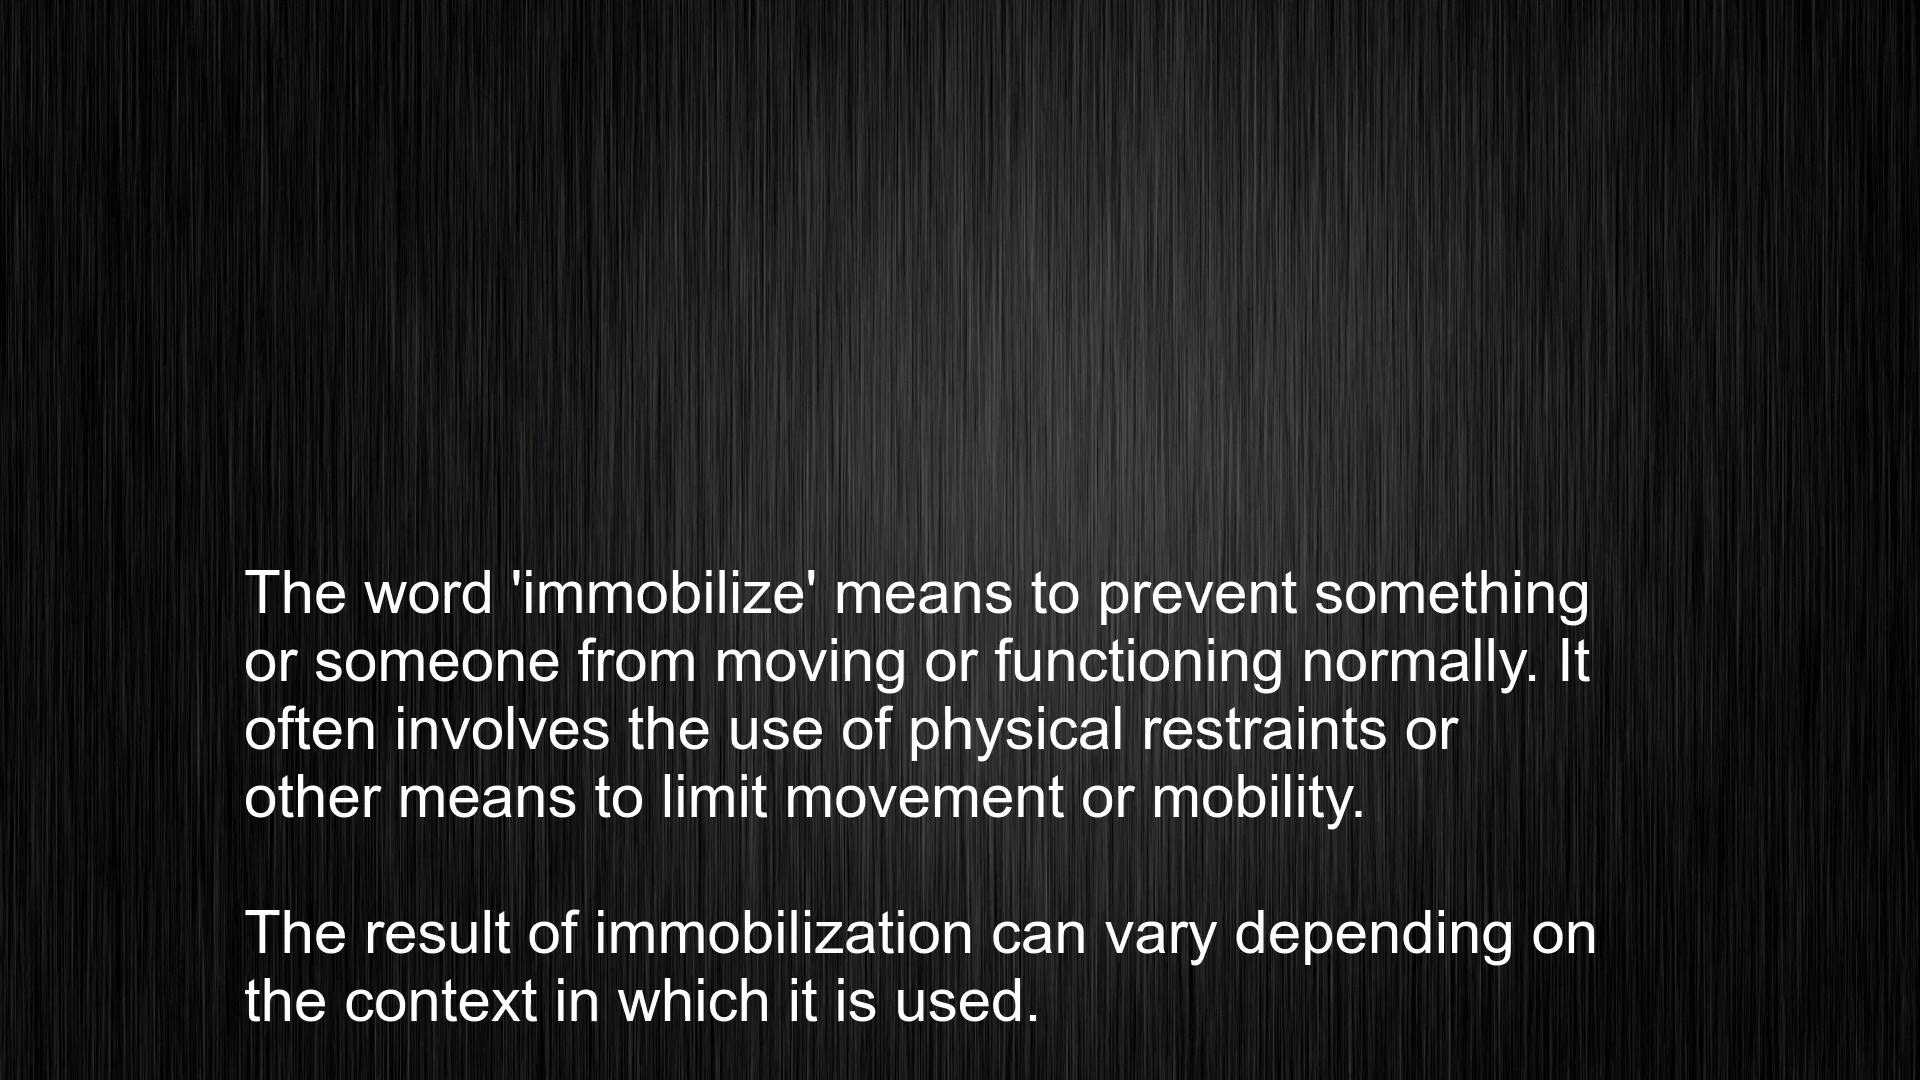 The word 'immobilize' means to prevent something
or someone from moving or functioning normally. It
often involves the use of physical restraints or
other means to limit movement or mobility.
The result of immobilization can vary depending on
the context in which it is used.